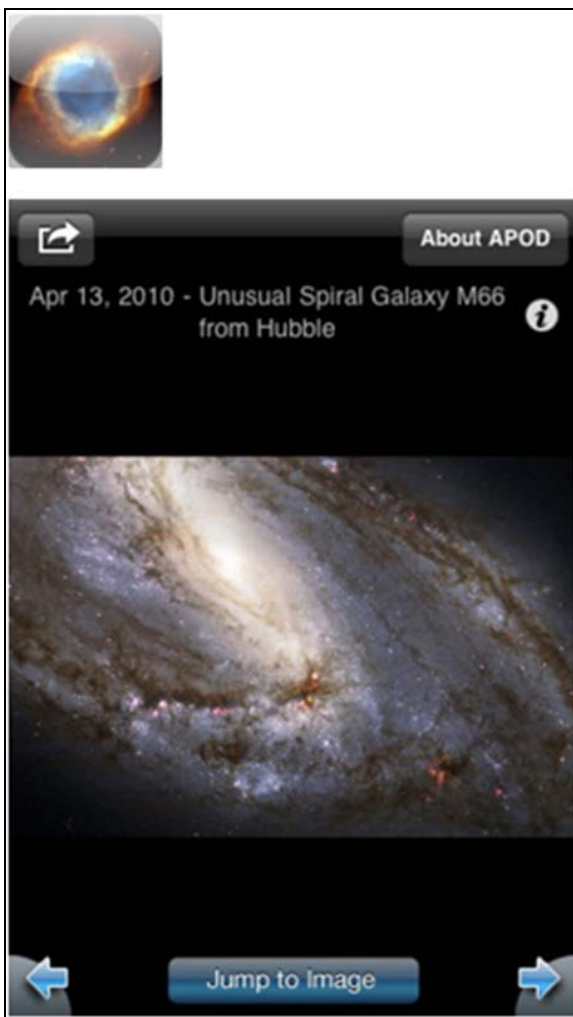 About APOD
Apr 13, 2010 - Unusual Spiral Galaxy M66
from Hubble
Jump to Image